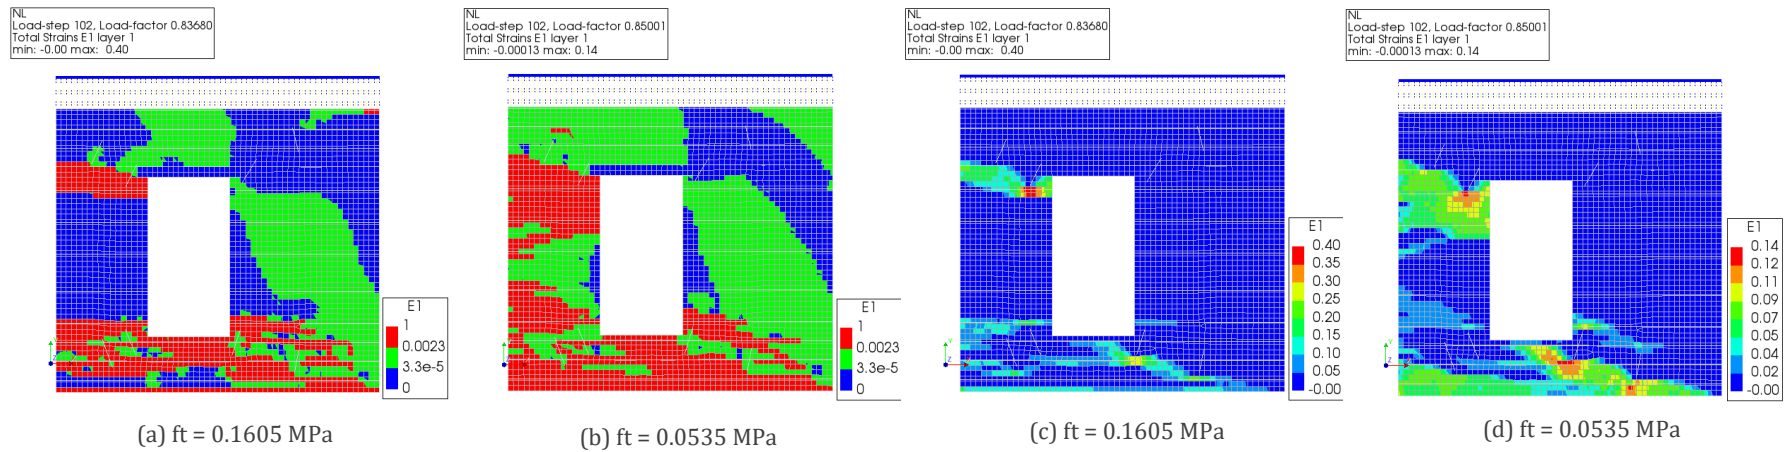 NL
Load-step 102, Load-factor 0.83680
Total Strains E1 layer 1
min: -0.00 max: 0.40
E1
1
0.0023
3.3e-5
0
(a) ft = 0.1605 MPa
NL
Load-step 102, Load-factor 0.85001
Total Strains E1 layer 1
min: -0.00013 max: 0.14
E1
1
0.0023
3.3e-5
0
(b) ft = 0.0535 MPa
NL
Load-step 102, Load-factor 0.83680
Total Strains E1 layer 1
min: -0.00 max: 0.40
E1
0.40
0.35
0.30
0.25
0.20
0.15
0.10
0.05
-0.00
(c) ft = 0.1605 MPa
NL
Load-step 102, Load-factor 0.85001
Total Strains E1 layer 1
min: -0.00013 max: 0.14
E1
0.14
0.12
0.11
0.09
0.07
0.05
0.04
0.02
-0.00
(d) ft = 0.0535 MPa